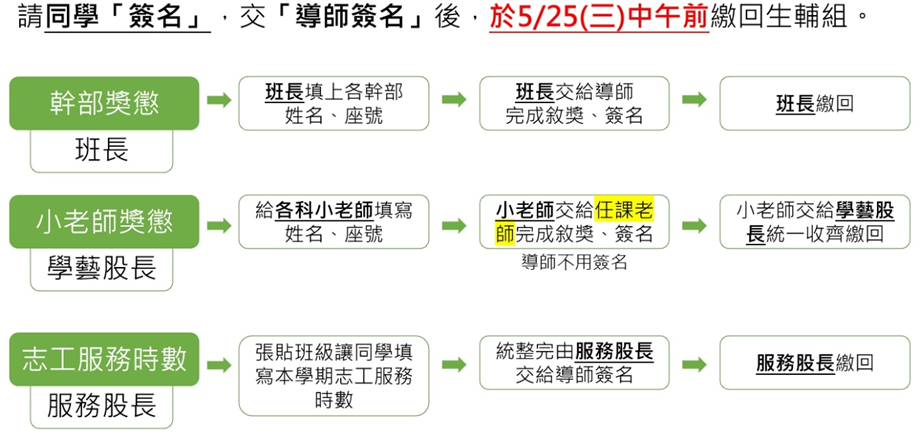 請同學「簽名」，交「導師簽名」後，於5/25(三)中午前繳回生輔組。
幹部獎懲
班長
班長填上各幹部
姓名、座號
班長交給導師
完成敘獎、簽名
班長繳回
小老師獎懲
學藝股長
給各科小老師填寫
姓名、座號
小老師交給任課老
師完成敘獎、簽名
導師不用簽名
小老師交給學藝股
長統一收齊繳回
志工服務時數
服務股長
張貼班級讓同學填
寫本學期志工服務
時數
統整完由服務股長
交給導師簽名
服務股長繳回